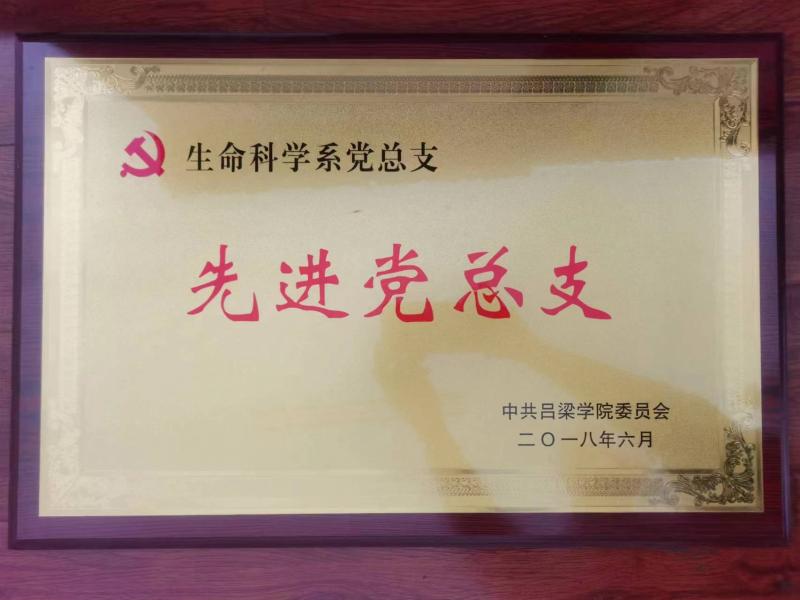 生命科学系党总支
先进党总支
中共吕梁学院委员会
二〇一八年六月